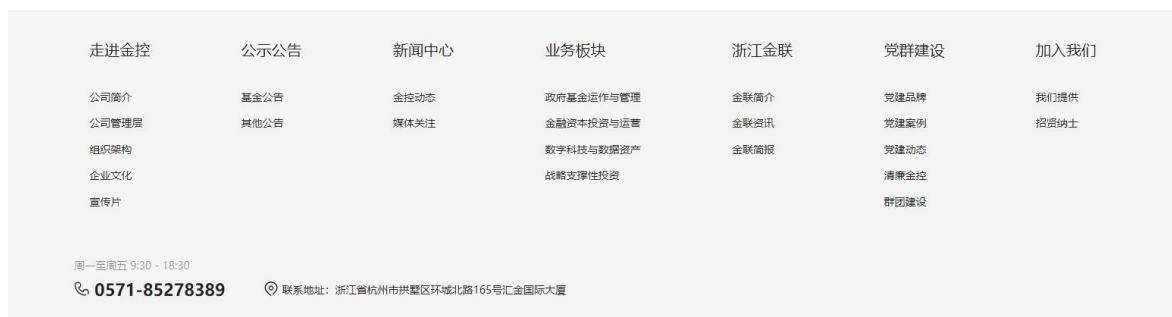 走进金控 公示公告 新闻中心 业务板块 浙江金联 党群建设 加入我们
公司简介 基金公告 金控动态 政府基金运作与管理 金联简介 党建品牌 我们提供
公司管理层 其他公告 媒体关注 金融资本投资与运营 金联资讯 党建案例 招贤纳士
组织架构 数字科技与数据资产 金联简报 党建动态
企业文化 战略支撑性投资 清廉金控
宣传片 群团建设
周一至周五 9:30 - 18:30
0571-85278389 联系地址：浙江省杭州市拱墅区环城北路165号汇金国际大厦